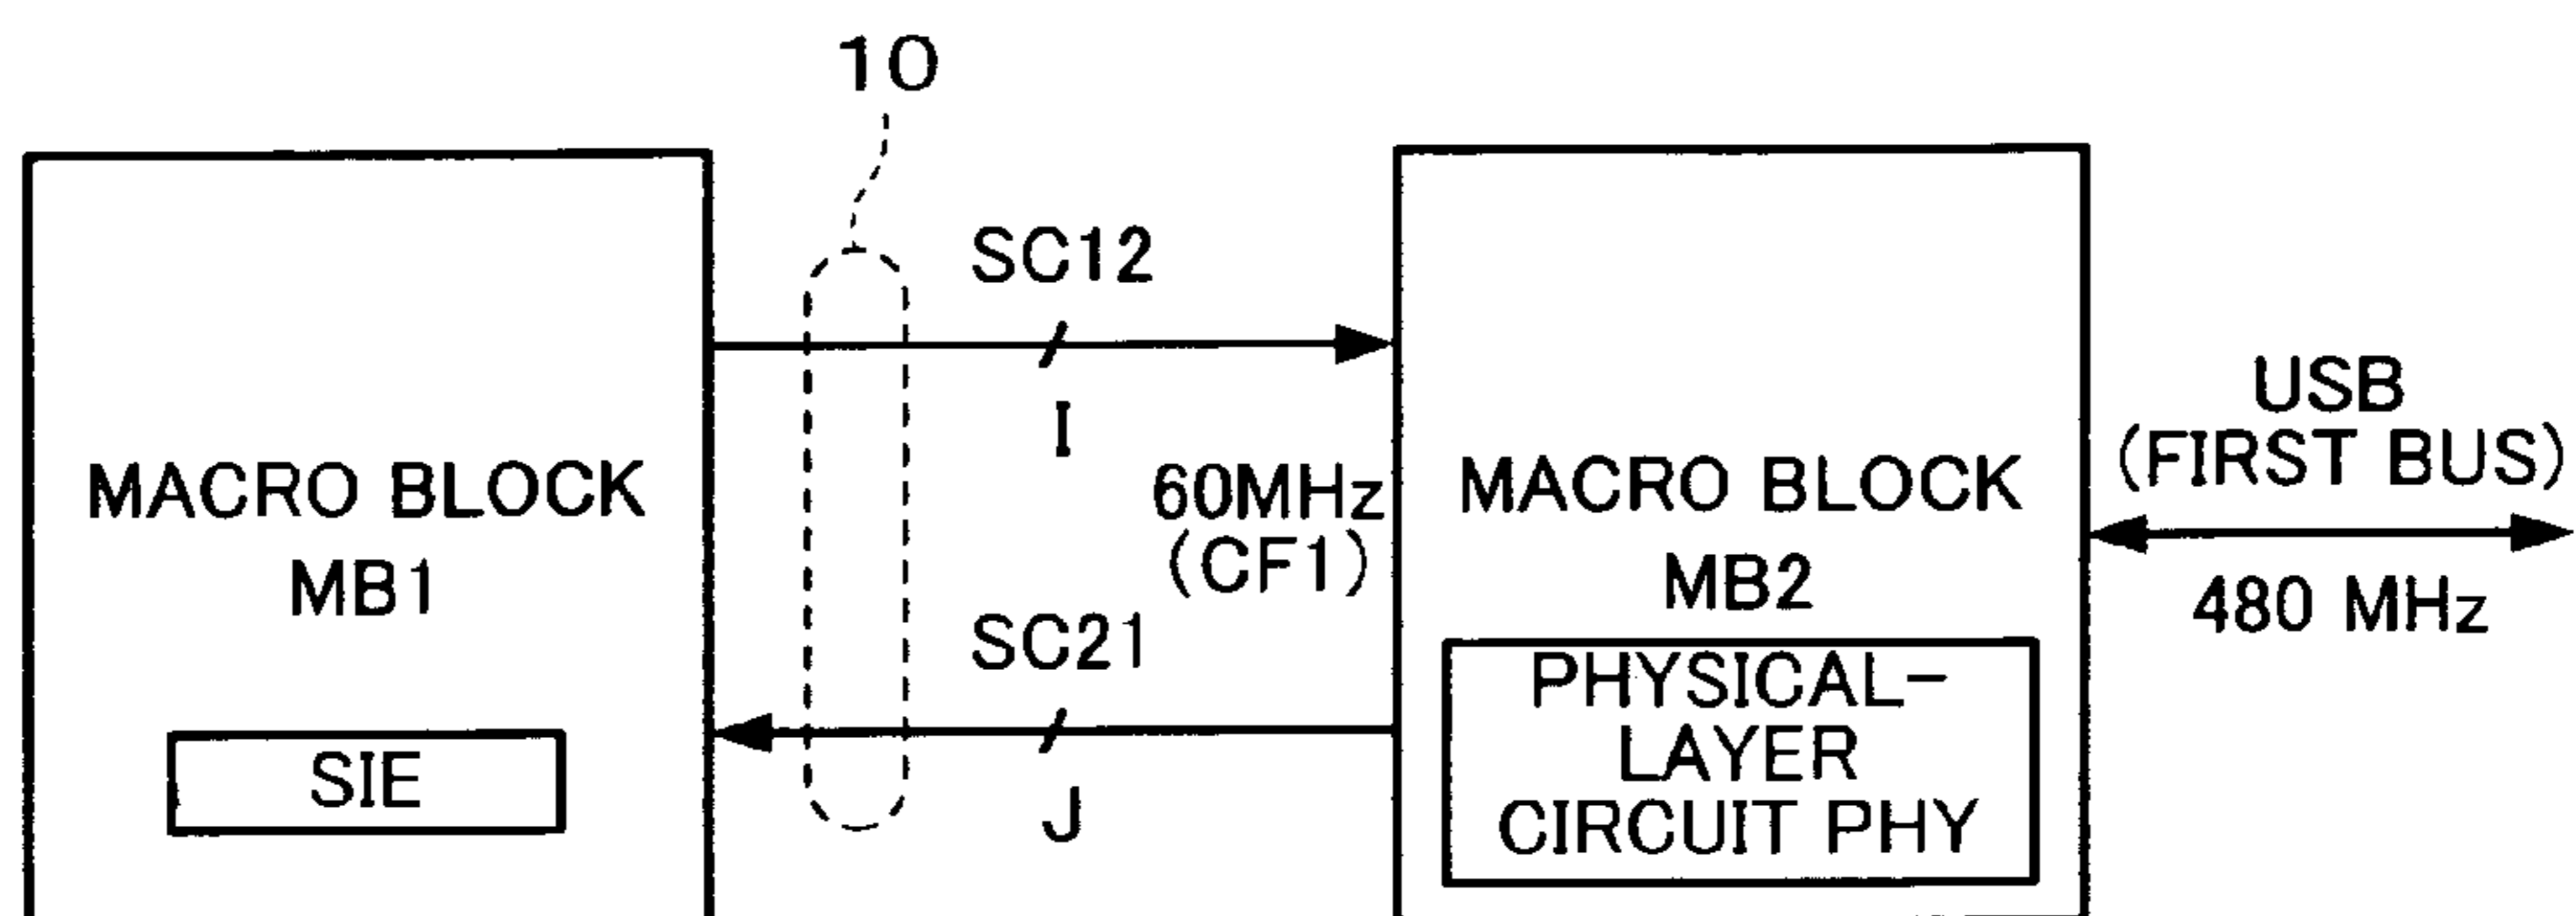 10
SC12
I
60MHz
(CF1)
SC21
J
MACRO BLOCK
MB1
SIE
MACRO BLOCK
MB2
PHYSICAL-
LAYER
CIRCUIT PHY
USB
(FIRST BUS)
480 MHz